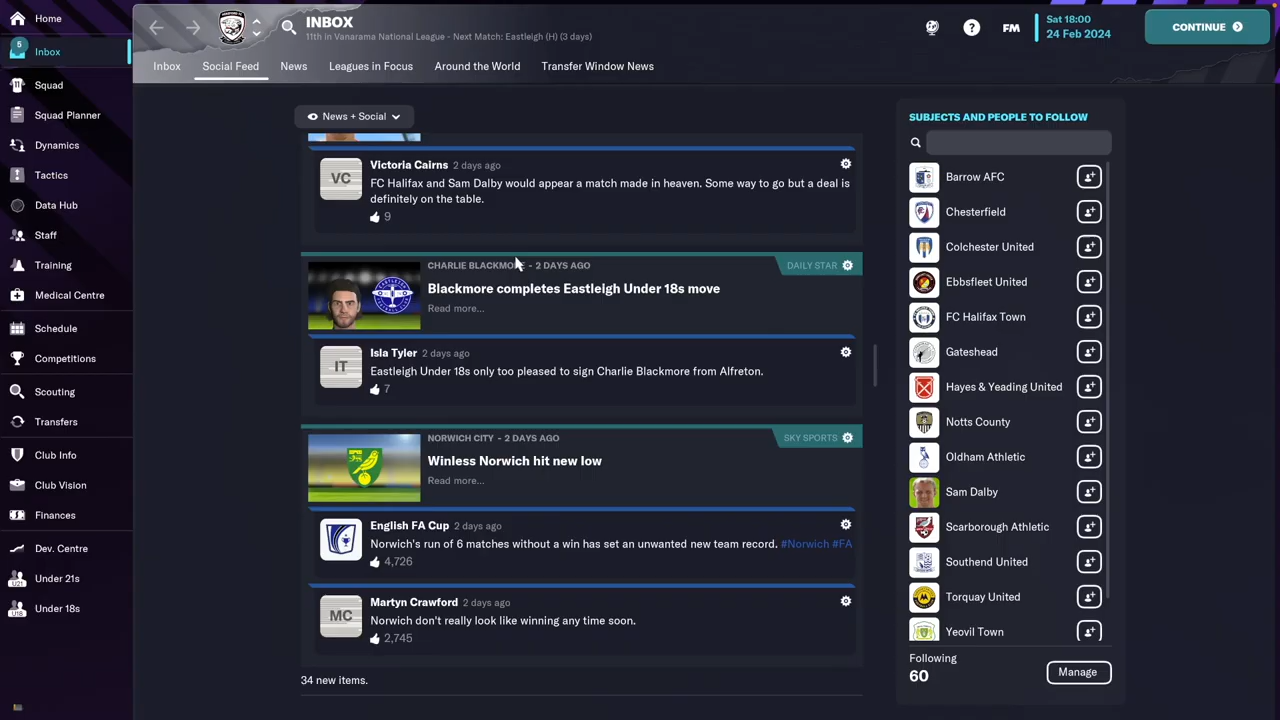 Home
INBOX
11th in Vanarama National League - Next Match: Eastleigh (H) (3 days)
FM
Sat 18:00
24 Feb 2024
CONTINUE
5
Inbox
Inbox
Social Feed
News
Leagues in Focus
Around the World
Transfer Window News
Squad
Squad Planner
Dynamics
Tactics
Data Hub
Staff
Training
Medical Centre
Schedule
Competitions
Scouting
Transfers
Club Info
Club Vision
Finances
Dev. Centre
U21
Under 21s
U18
Under 18s
News + Social
VC
Victoria Cairns 2 days ago
FC Halifax and Sam Dalby would appear a match made in heaven. Some way to go but a deal is
definitely on the table.
9
CHARLIE BLACKMORE - 2 DAYS AGO
DAILY STAR
Blackmore completes Eastleigh Under 18s move
Read more...
IT
Isla Tyler 2 days ago
Eastleigh Under 18s only too pleased to sign Charlie Blackmore from Alfreton.
7
NORWICH CITY - 2 DAYS AGO
SKY SPORTS
Winless Norwich hit new low
Read more...
English FA Cup 2 days ago
Norwich's run of 6 matches without a win has set an unwanted new team record. #Norwich #FA
4,726
MC
Martyn Crawford 2 days ago
Norwich don't really look like winning any time soon.
2,745
34 new items.
SUBJECTS AND PEOPLE TO FOLLOW
Barrow AFC
Chesterfield
Colchester United
Ebbsfleet United
FC Halifax Town
Gateshead
Hayes & Yeading United
Notts County
Oldham Athletic
Sam Dalby
Scarborough Athletic
Southend United
Torquay United
Yeovil Town
Following
60
Manage